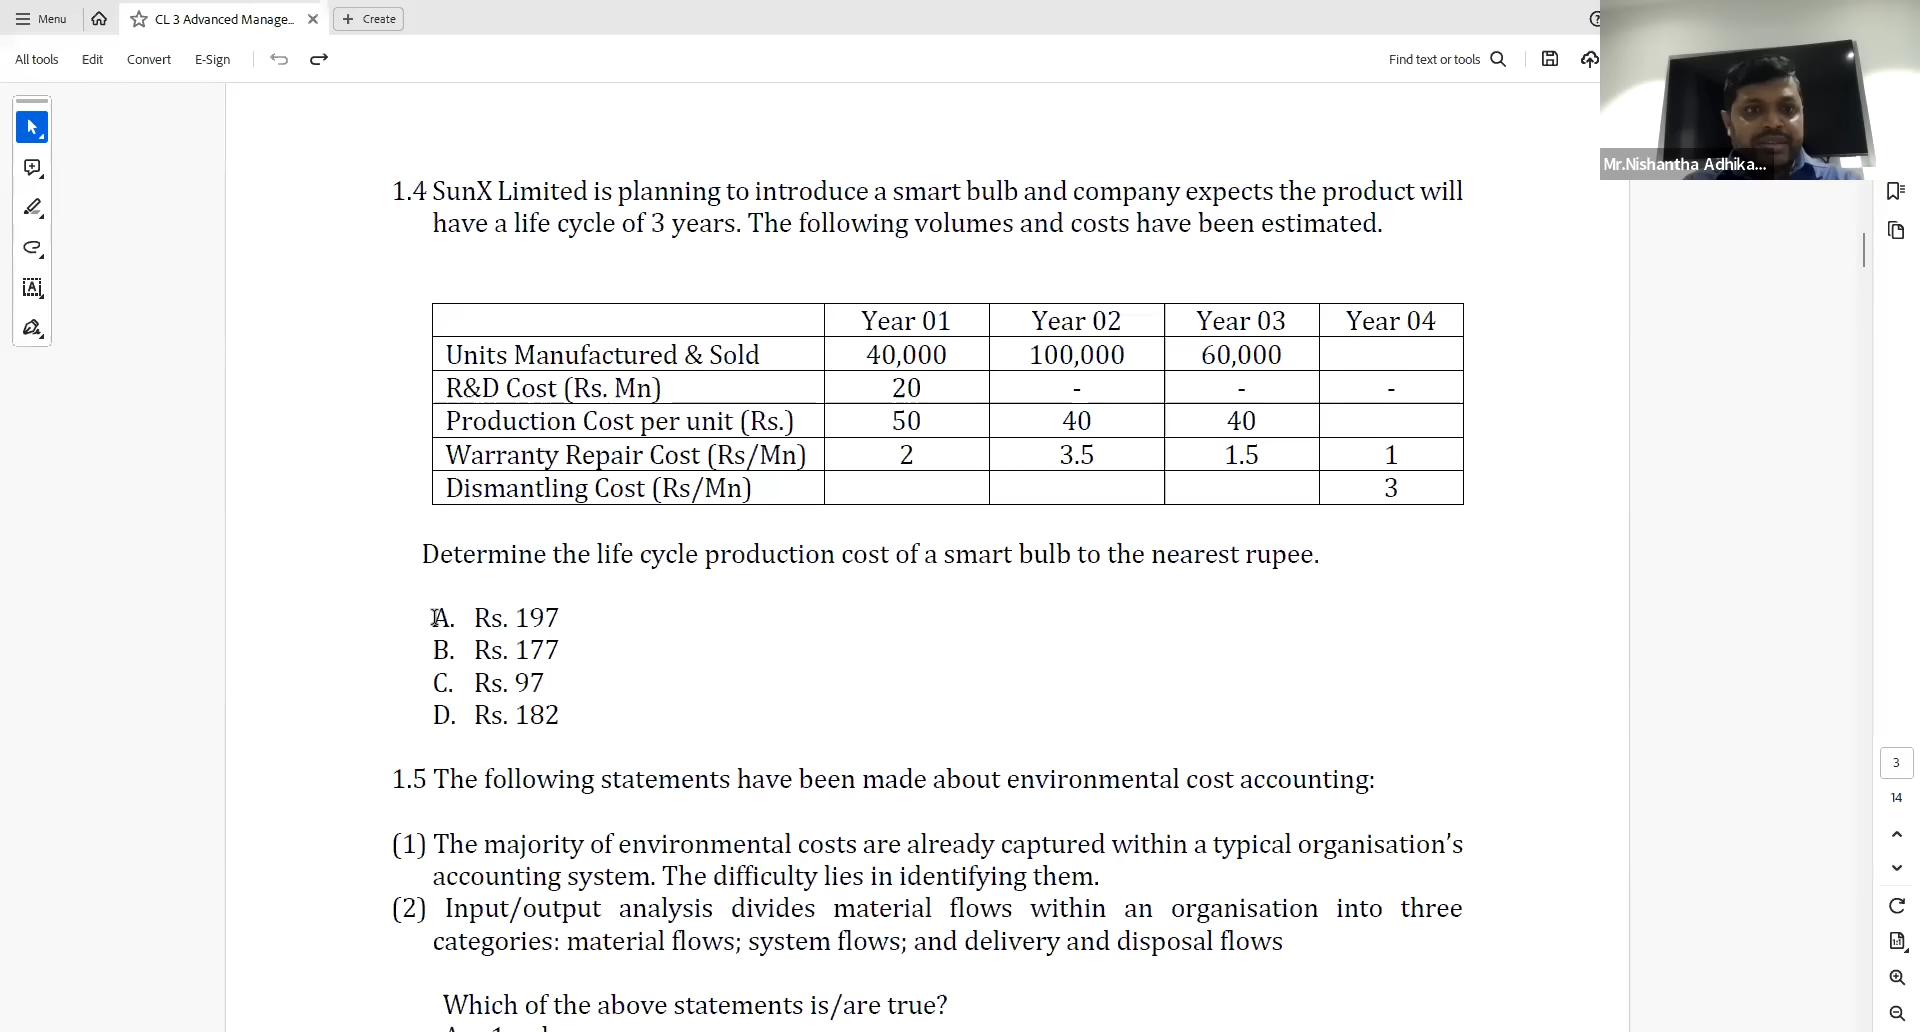 Menu
CL 3 Advanced Manage...
Create
All tools
Edit
Convert
E-Sign
Find text or tools
Mr.Nishantha Adhika...
1.4 SunX Limited is planning to introduce a smart bulb and company expects the product will
have a life cycle of 3 years. The following volumes and costs have been estimated.
Year 01 Year 02 Year 03 Year 04
Units Manufactured & Sold 40,000 100,000 60,000
R&D Cost (Rs. Mn) 20 - - -
Production Cost per unit (Rs.) 50 40 40
Warranty Repair Cost (Rs/Mn) 2 3.5 1.5 1
Dismantling Cost (Rs/Mn) 3
Determine the life cycle production cost of a smart bulb to the nearest rupee.
A. Rs. 197
B. Rs. 177
C. Rs. 97
D. Rs. 182
1.5 The following statements have been made about environmental cost accounting:
(1) The majority of environmental costs are already captured within a typical organisation's
accounting system. The difficulty lies in identifying them.
(2) Input/output analysis divides material flows within an organisation into three
categories: material flows; system flows; and delivery and disposal flows
Which of the above statements is/are true?
3
14